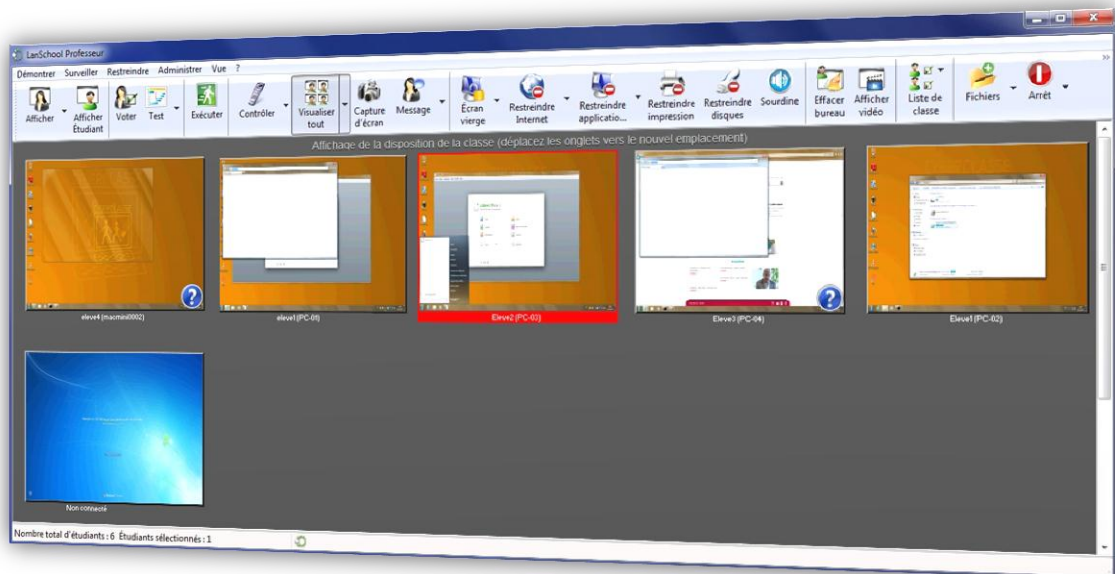 LanSchool Professeur
Démontrer Surveiller Restreindre Administrer Vue ?
Afficher
Afficher Étudiant
Voter
Test
Exécuter
Contrôler
Visualiser tout
Capture d'écran
Message
Écran vierge
Restreindre Internet
Restreindre applicatio...
Restreindre impression
Restreindre disques
Sourdine
Effacer bureau
Afficher vidéo
Liste de classe
Fichiers
Arrêt
Affichage de la disposition de la classe (déplacez les onglets vers le nouvel emplacement)
eleve4 (macmini0002)
eleve1 (PC-01)
Eleve2 (PC-03)
Eleve3 (PC-04)
Eleve1 (PC-02)
Non connecté
Nombre total d'étudiants : 6 Étudiants sélectionnés : 1